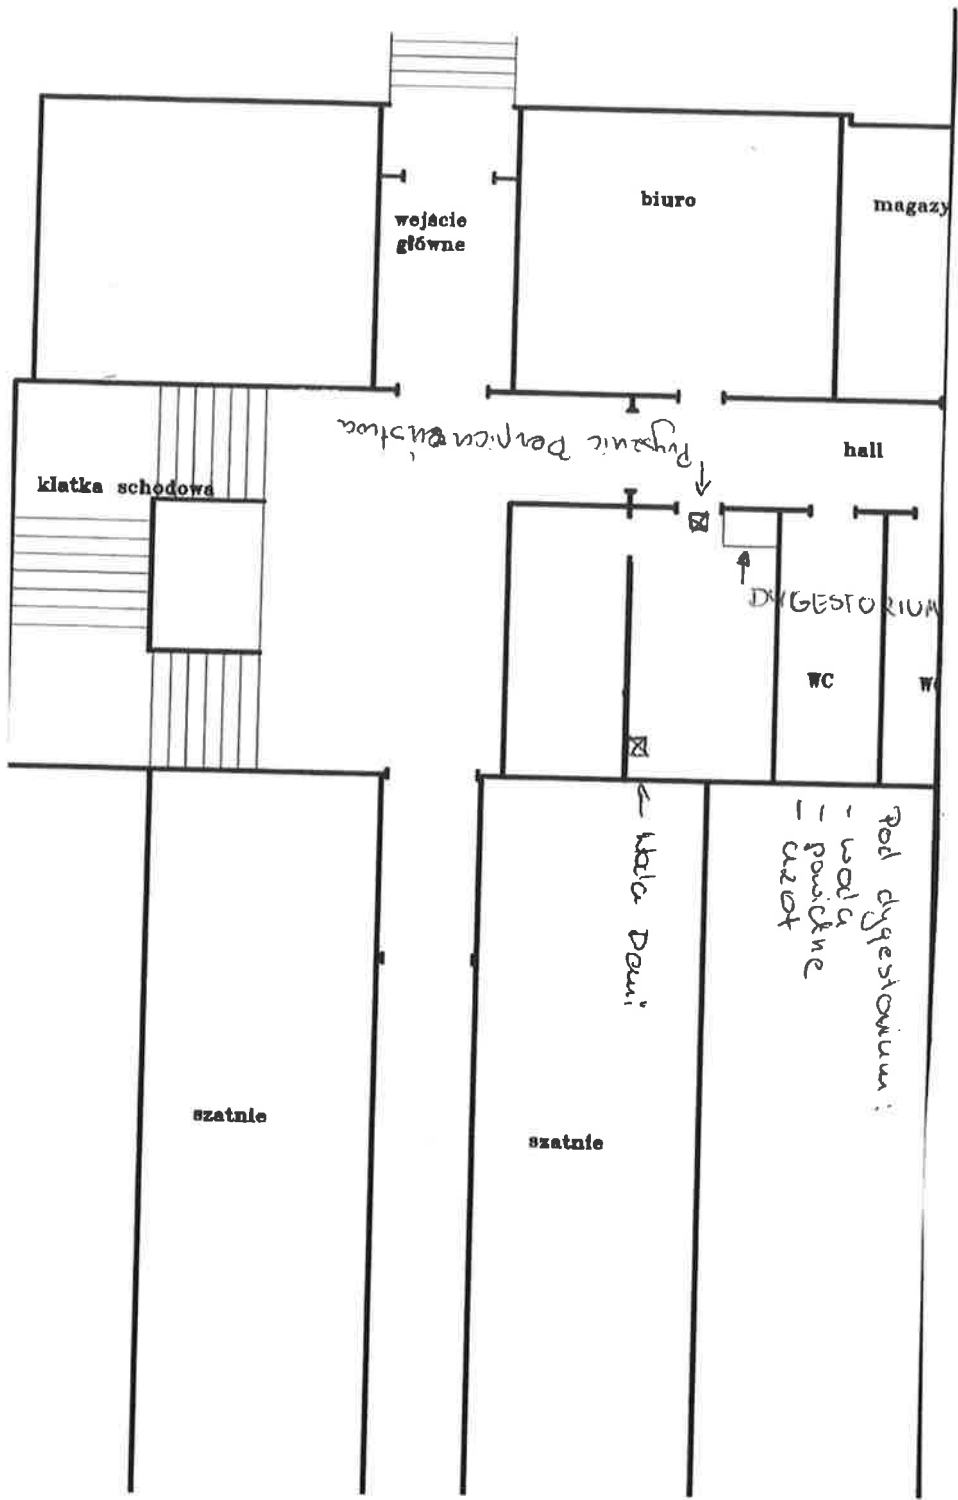 biuro
magazy
wejście
główne
Prysznic Bezpieczeństwa
hall
klatka schodowa
DYGESTORIUM
WC
W
Pod dygestorium:
- woda
- powietrze
- azot
← Woda
szatnie
szatnie